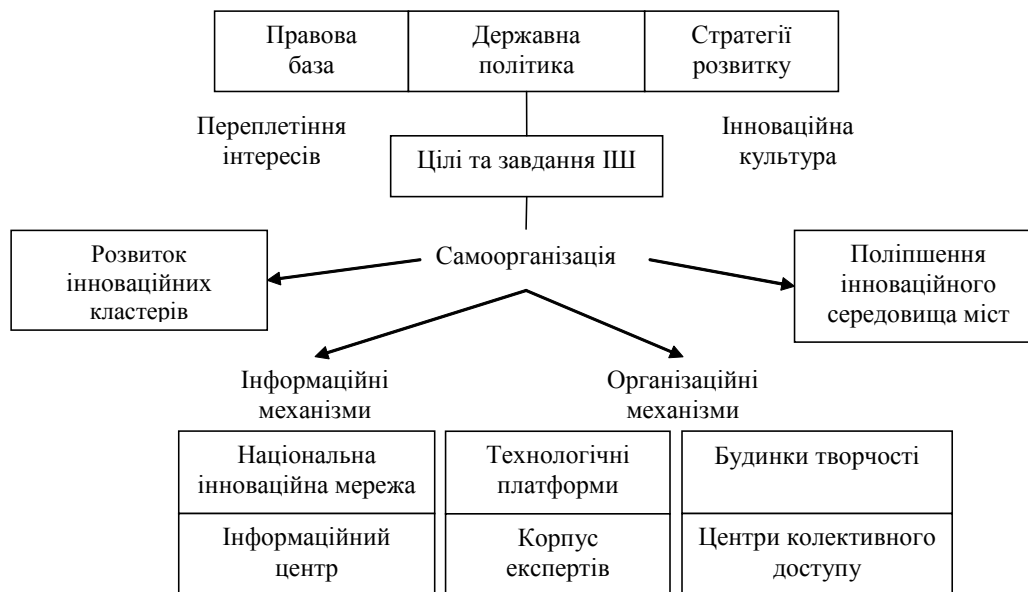 Правова
база
Державна
політика
Стратегії
розвитку
Переплетіння
інтересів
Інноваційна
культура
Цілі та завдання ІШ
Розвиток
інноваційних
кластерів
Самоорганізація
Поліпшення
інноваційного
середовища міст
Інформаційні
механізми
Організаційні
механізми
Національна
інноваційна мережа
Технологічні
платформи
Будинки творчості
Інформаційний
центр
Корпус
експертів
Центри колективного
доступу